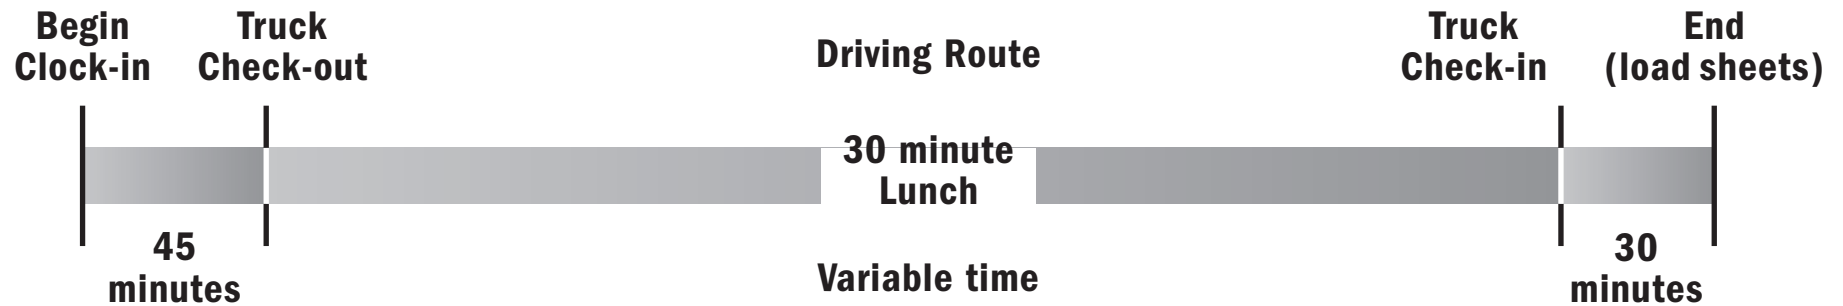 Begin
Clock-in
Truck
Check-out
Driving Route
Truck
Check-in
End
(load sheets)
30 minute
Lunch
45
minutes
Variable time
30
minutes